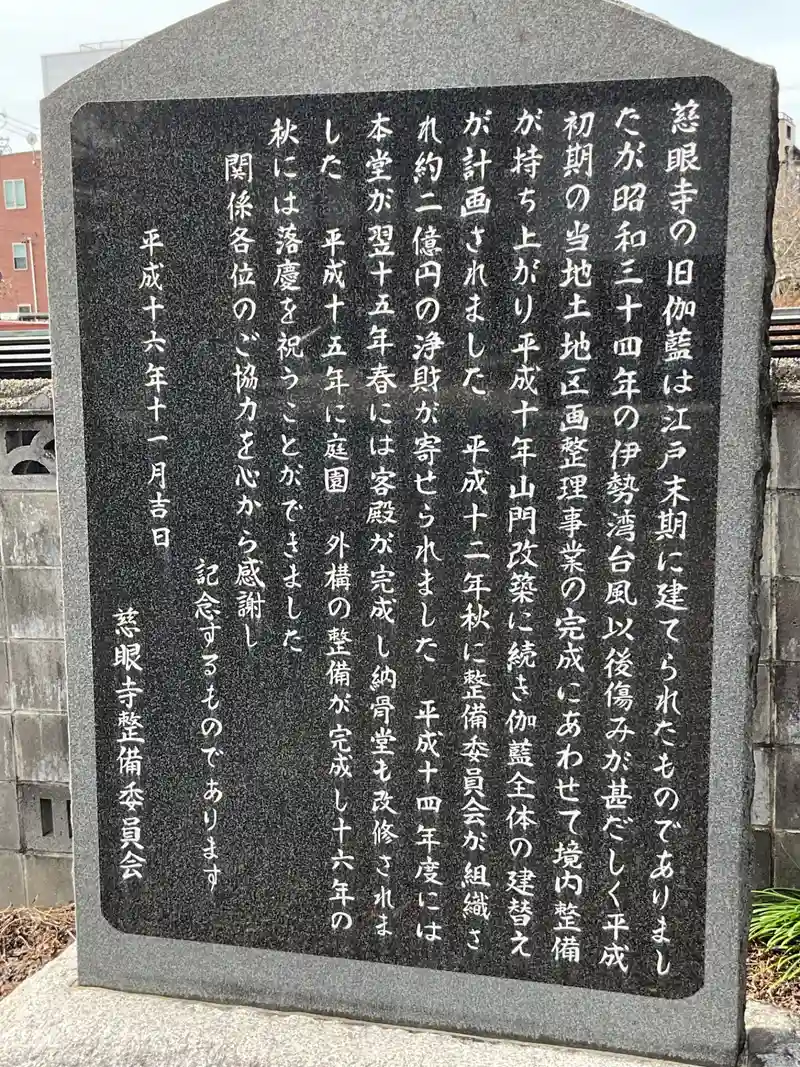 慈眼寺の旧伽藍は江戸末期に建てられたものでありまし
たが昭和三十四年の伊勢湾台風以後傷みが甚だしく平成
初期の当地土地区画整理事業の完成にあわせて境内整備
が持ち上がり平成十年山門改築に続き伽藍全体の建替え
が計画されました　平成十二年秋に整備委員会が組織さ
れ約二億円の浄財が寄せられました　平成十四年度には
本堂が翌十五年春には客殿が完成し納骨堂も改修されま
した　平成十五年に庭園　外構の整備が完成し十六年の
秋には落慶を祝うことができました
関係各位のご協力を心から感謝し
記念するものであります
平成十六年十一月吉日
慈眼寺整備委員会